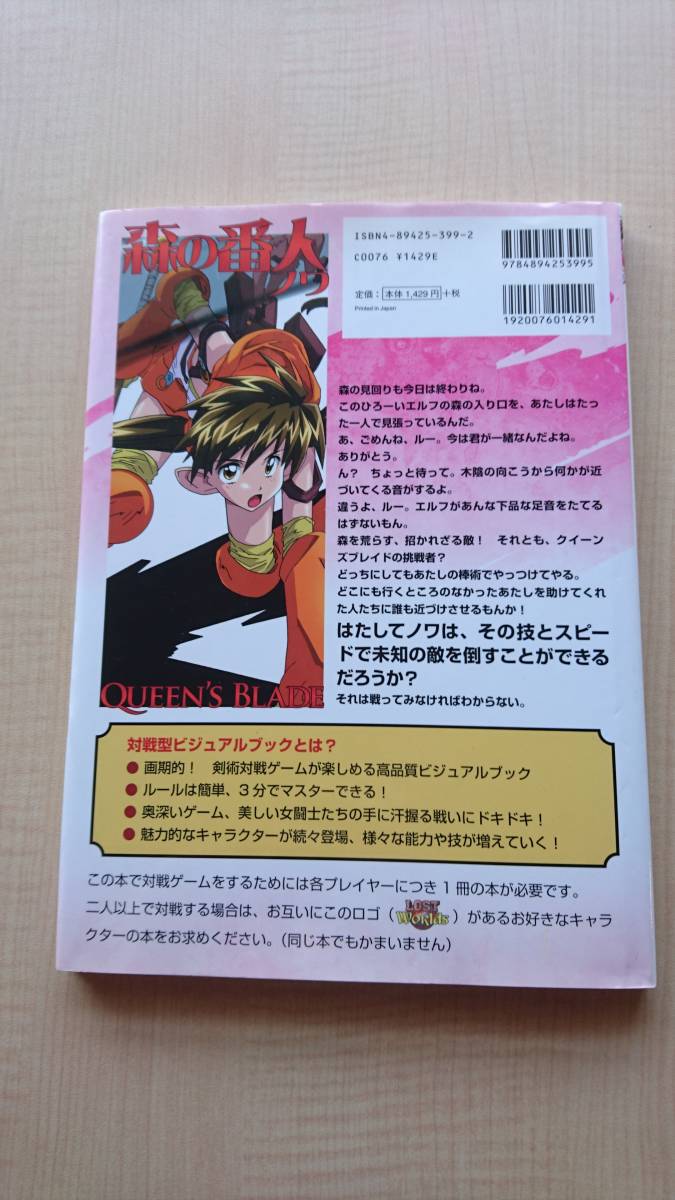 森の番人
ノワ
ISBN4-89425-399-2
C0076 ¥1429E
定価：本体 1,429円+税
Printed in Japan
9784894253995
1920076014291
森の見回りも今日は終わりね。
このひろーいエルフの森の入り口を、あたしはたっ
た一人で見張っているんだ。
あ、ごめんね、ルー。今は君が一緒なんだよね。
ありがとう。
ん？　ちょっと待って。木陰の向こうから何かが近
づいてくる音がするよ。
違うよ、ルー。エルフがあんな下品な足音をたてる
はずないもん。
森を荒らす、招かれざる敵！　それとも、クイーン
ズブレイドの挑戦者？
どっちにしてもあたしの棒術でやっつけてやる。
どこにも行くところのなかったあたしを助けてくれ
た人たちに誰も近づけさせるもんか！
はたしてノワは、その技とスピー
ドで未知の敵を倒すことができる
だろうか？
それは戦ってみなければわからない。
QUEEN'S BLADE
対戦型ビジュアルブックとは？
● 画期的！　剣術対戦ゲームが楽しめる高品質ビジュアルブック
● ルールは簡単、3分でマスターできる！
● 奥深いゲーム、美しい女闘士たちの手に汗握る戦いにドキドキ！
● 魅力的なキャラクターが続々登場、様々な能力や技が増えていく！
この本で対戦ゲームをするためには各プレイヤーにつき1冊の本が必要です。
二人以上で対戦する場合は、お互いにこのロゴ（LOST Worlds）があるお好きなキャラ
クターの本をお求めください。（同じ本でもかまいません）